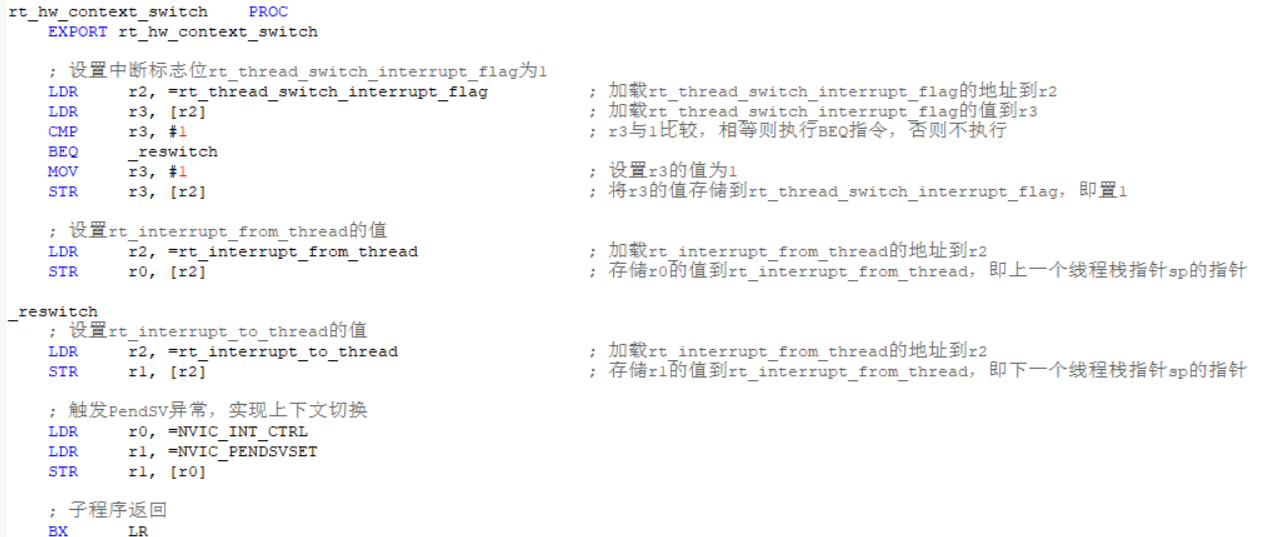 rt_hw_context_switch    PROC
    EXPORT rt_hw_context_switch
    ; 设置中断标志位rt_thread_switch_interrupt_flag为1
    LDR     r2, =rt_thread_switch_interrupt_flag          ; 加载rt_thread_switch_interrupt_flag的地址到r2
    LDR     r3, [r2]                                      ; 加载rt_thread_switch_interrupt_flag的值到r3
    CMP     r3, #1                                        ; r3与1比较，相等则执行BEQ指令，否则不执行
    BEQ     _reswitch
    MOV     r3, #1                                        ; 设置r3的值为1
    STR     r3, [r2]                                      ; 将r3的值存储到rt_thread_switch_interrupt_flag，即置1
    ; 设置rt_interrupt_from_thread的值
    LDR     r2, =rt_interrupt_from_thread                 ; 加载rt_interrupt_from_thread的地址到r2
    STR     r0, [r2]                                      ; 存储r0的值到rt_interrupt_from_thread，即上一个线程栈指针sp的指针
_reswitch
    ; 设置rt_interrupt_to_thread的值
    LDR     r2, =rt_interrupt_to_thread                   ; 加载rt_interrupt_from_thread的地址到r2
    STR     r1, [r2]                                      ; 存储r1的值到rt_interrupt_from_thread，即下一个线程栈指针sp的指针
    ; 触发PendSV异常，实现上下文切换
    LDR     r0, =NVIC_INT_CTRL
    LDR     r1, =NVIC_PENDSVSET
    STR     r1, [r0]
    ; 子程序返回
    BX      LR